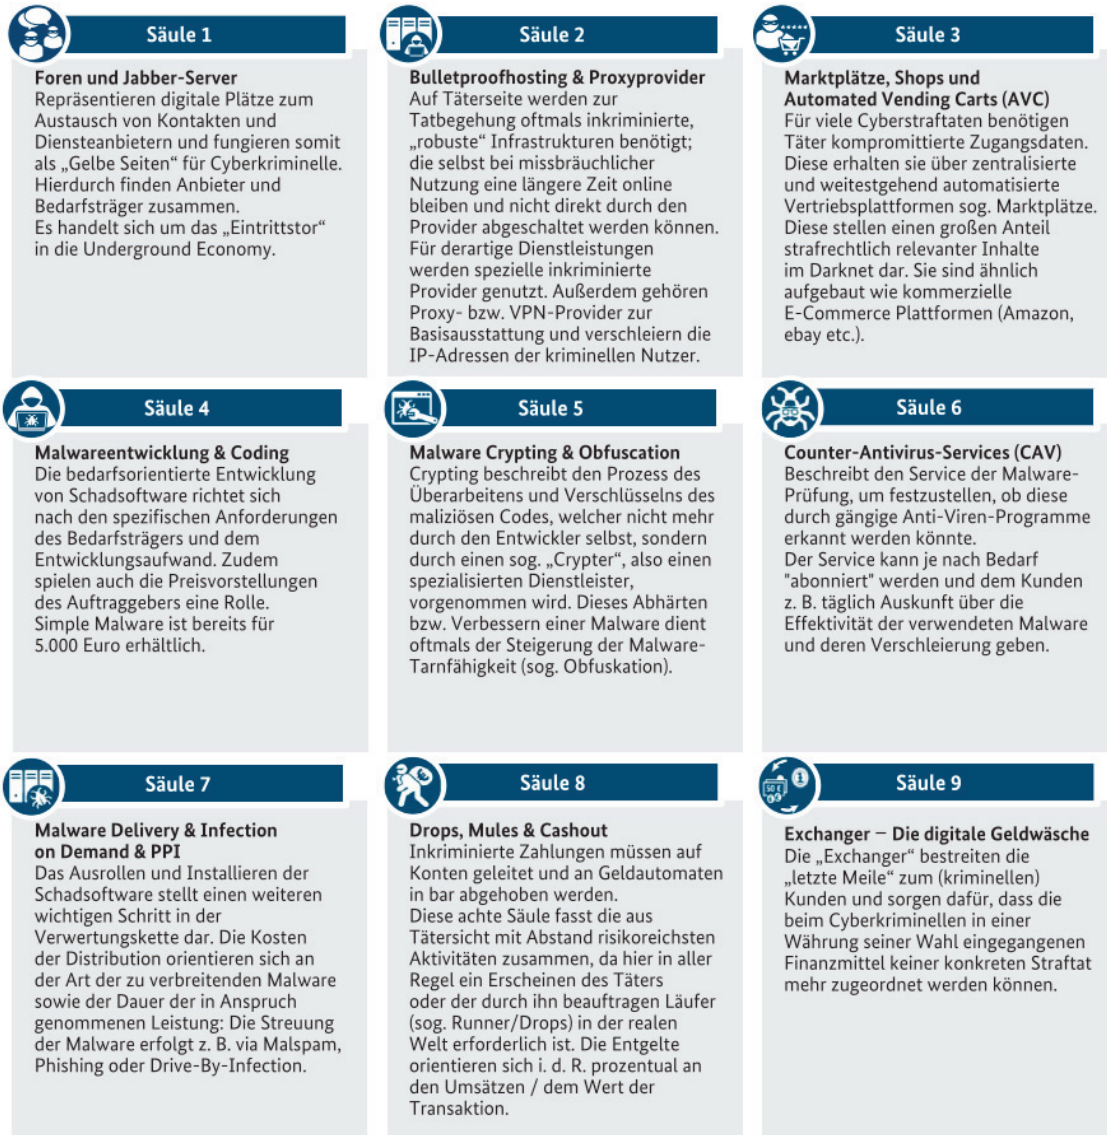 Säule 1
Foren und Jabber-Server
Repräsentieren digitale Plätze zum
Austausch von Kontakten und
Diensteanbietern und fungieren somit
als „Gelbe Seiten“ für Cyberkriminelle.
Hierdurch finden Anbieter und
Bedarfsträger zusammen.
Es handelt sich um das „Eintrittstor“
in die Underground Economy.
Säule 2
Bulletproofhosting & Proxyprovider
Auf Täterseite werden zur
Tatbegehung oftmals inkriminierte,
„robuste“ Infrastrukturen benötigt;
die selbst bei missbräuchlicher
Nutzung eine längere Zeit online
bleiben und nicht direkt durch den
Provider abgeschaltet werden können.
Für derartige Dienstleistungen
werden spezielle inkriminierte
Provider genutzt. Außerdem gehören
Proxy- bzw. VPN-Provider zur
Basisausstattung und verschleiern die
IP-Adressen der kriminellen Nutzer.
Säule 3
Marktplätze, Shops und
Automated Vending Carts (AVC)
Für viele Cyberstraftaten benötigen
Täter kompromittierte Zugangsdaten.
Diese erhalten sie über zentralisierte
und weitestgehend automatisierte
Vertriebsplattformen sog. Marktplätze.
Diese stellen einen großen Anteil
strafrechtlich relevanter Inhalte
im Darknet dar. Sie sind ähnlich
aufgebaut wie kommerzielle
E-Commerce Plattformen (Amazon,
ebay etc.).
Säule 4
Malwareentwicklung & Coding
Die bedarfsorientierte Entwicklung
von Schadsoftware richtet sich
nach den spezifischen Anforderungen
des Bedarfsträgers und dem
Entwicklungsaufwand. Zudem
spielen auch die Preisvorstellungen
des Auftraggebers eine Rolle.
Simple Malware ist bereits für
5.000 Euro erhältlich.
Säule 5
Malware Crypting & Obfuscation
Crypting beschreibt den Prozess des
Überarbeitens und Verschlüsselns des
maliziösen Codes, welcher nicht mehr
durch den Entwickler selbst, sondern
durch einen sog. „Crypter“, also einen
spezialisierten Dienstleister,
vorgenommen wird. Dieses Abhärten
bzw. Verbessern einer Malware dient
oftmals der Steigerung der Malware-
Tarnfähigkeit (sog. Obfuskation).
Säule 6
Counter-Antivirus-Services (CAV)
Beschreibt den Service der Malware-
Prüfung, um festzustellen, ob diese
durch gängige Anti-Viren-Programme
erkannt werden könnte.
Der Service kann je nach Bedarf
"abonniert" werden und dem Kunden
z. B. täglich Auskunft über die
Effektivität der verwendeten Malware
und deren Verschleierung geben.
Säule 7
Malware Delivery & Infection
on Demand & PPI
Das Ausrollen und Installieren der
Schadsoftware stellt einen weiteren
wichtigen Schritt in der
Verwertungskette dar. Die Kosten
der Distribution orientieren sich an
der Art der zu verbreitenden Malware
sowie der Dauer der in Anspruch
genommenen Leistung: Die Streuung
der Malware erfolgt z. B. via Malspam,
Phishing oder Drive-By-Infection.
Säule 8
Drops, Mules & Cashout
Inkriminierte Zahlungen müssen auf
Konten geleitet und an Geldautomaten
in bar abgehoben werden.
Diese achte Säule fasst die aus
Tätersicht mit Abstand risikoreichsten
Aktivitäten zusammen, da hier in aller
Regel ein Erscheinen des Täters
oder der durch ihn beauftragen Läufer
(sog. Runner/Drops) in der realen
Welt erforderlich ist. Die Entgelte
orientieren sich i. d. R. prozentual an
den Umsätzen / dem Wert der
Transaktion.
50 €
Säule 9
Exchanger – Die digitale Geldwäsche
Die „Exchanger“ bestreiten die
„letzte Meile“ zum (kriminellen)
Kunden und sorgen dafür, dass die
beim Cyberkriminellen in einer
Währung seiner Wahl eingegangenen
Finanzmittel keiner konkreten Straftat
mehr zugeordnet werden können.